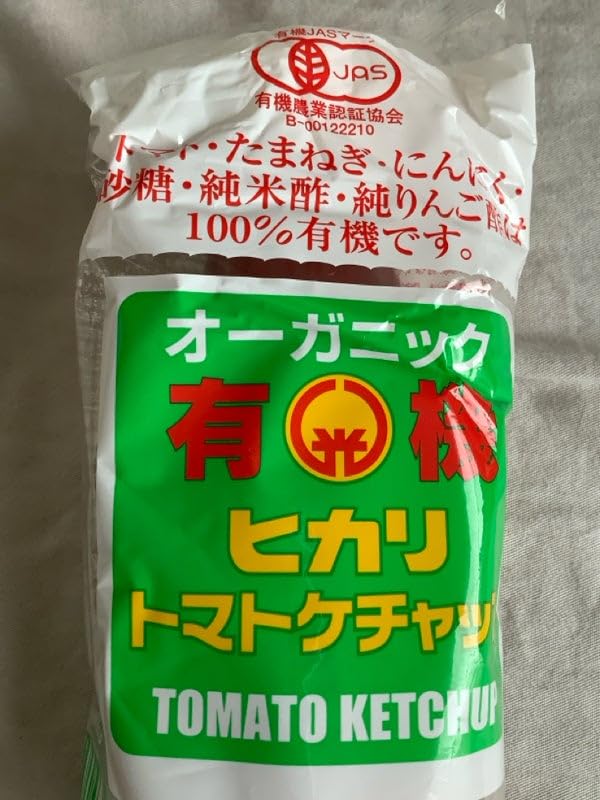 有機JASマーク
JAS
有機農業認証協会
B-00122210
トマト・たまねぎ・にんにく・
砂糖・純米酢・純りんご酢は
100%有機です。
オーガニック
有 光 機
ヒカリ
トマトケチャップ
TOMATO KETCHUP